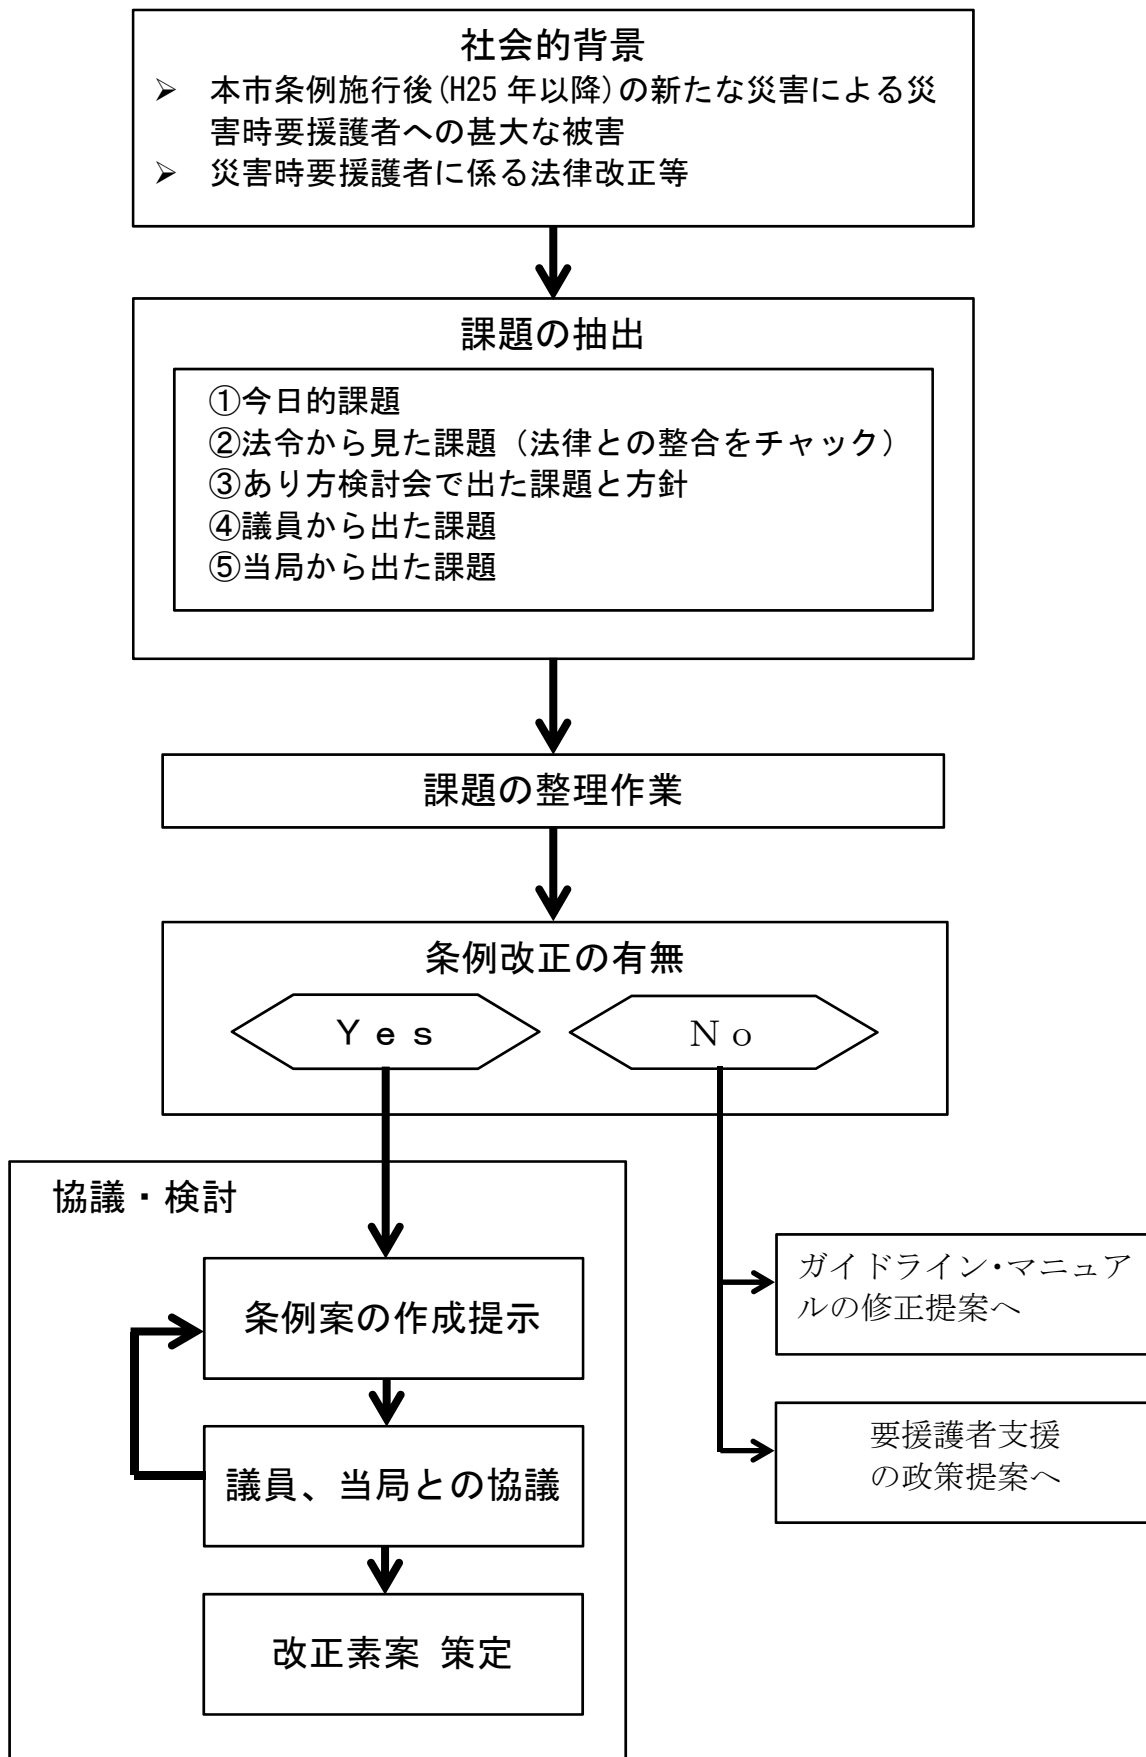 社会的背景
➢ 本市条例施行後(H25 年以降)の新たな災害による災
害時要援護者への甚大な被害
➢ 災害時要援護者に係る法律改正等
課題の抽出
①今日的課題
②法令から見た課題（法律との整合をチャック）
③あり方検討会で出た課題と方針
④議員から出た課題
⑤当局から出た課題
課題の整理作業
条例改正の有無
Ｙｅｓ
Ｎｏ
協議・検討
条例案の作成提示
議員、当局との協議
改正素案 策定
ガイドライン・マニュア
ルの修正提案へ
要援護者支援
の政策提案へ